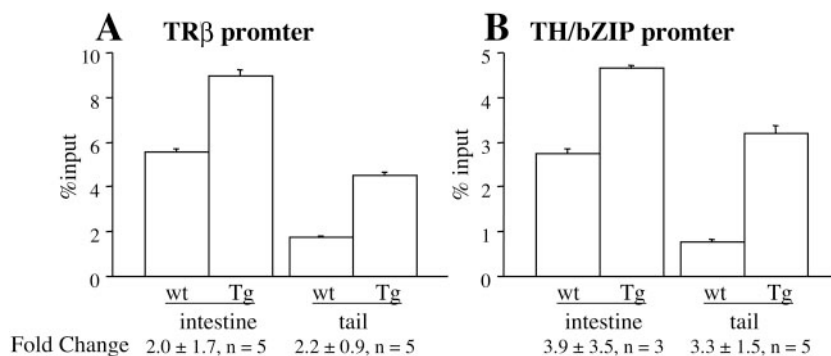 A TRβ promter
10
8
6
4
2
0
%input
wt Tg wt Tg
intestine tail
B TH/bZIP promter
5
4
3
2
1
0
% input
wt Tg wt Tg
intestine tail
Fold Change 2.0 ± 1.7, n = 5 2.2 ± 0.9, n = 5 3.9 ± 3.5, n = 3 3.3 ± 1.5, n = 5